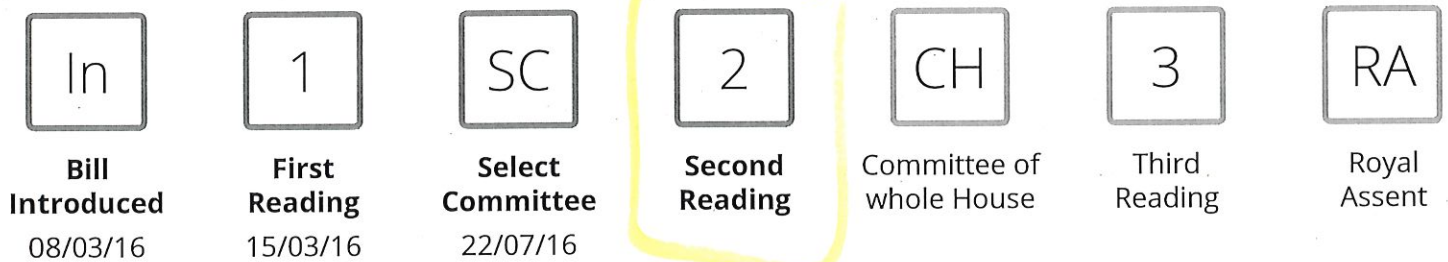 In 1 SC 2 CH 3 RA
Bill First Select Second Committee of Third Royal
Introduced Reading Committee Reading whole House Reading Assent
08/03/16 15/03/16 22/07/16